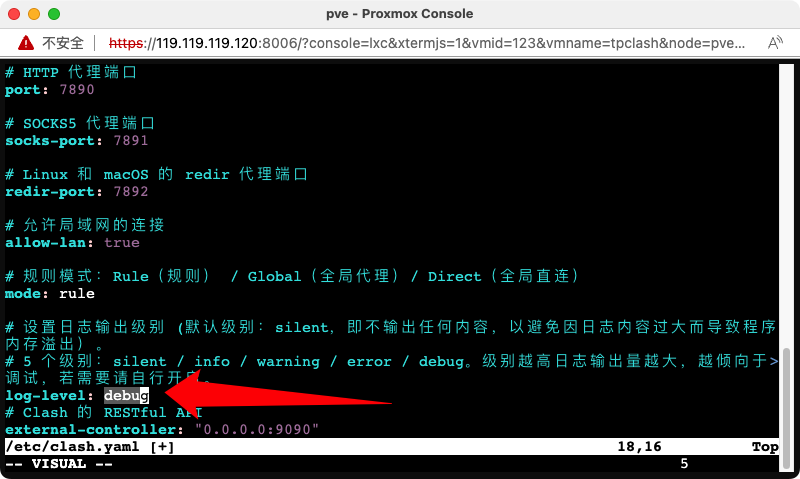 pve - Proxmox Console
不安全 https://119.119.119.120:8006/?console=lxc&xtermjs=1&vmid=123&vmname=tpclash&node=pve...
# HTTP 代理端口
port: 7890
# SOCKS5 代理端口
socks-port: 7891
# Linux 和 macOS 的 redir 代理端口
redir-port: 7892
# 允许局域网的连接
allow-lan: true
# 规则模式：Rule（规则） / Global（全局代理）/ Direct（全局直连）
mode: rule
# 设置日志输出级别 (默认级别：silent，即不输出任何内容，以避免因日志内容过大而导致程序
内存溢出）。
# 5 个级别：silent / info / warning / error / debug。级别越高日志输出量越大，越倾向于>
调试，若需要请自行开启。
log-level: debug
# Clash 的 RESTful API
external-controller: "0.0.0.0:9090"
/etc/clash.yaml [+] 18,16 Top
-- VISUAL -- 5